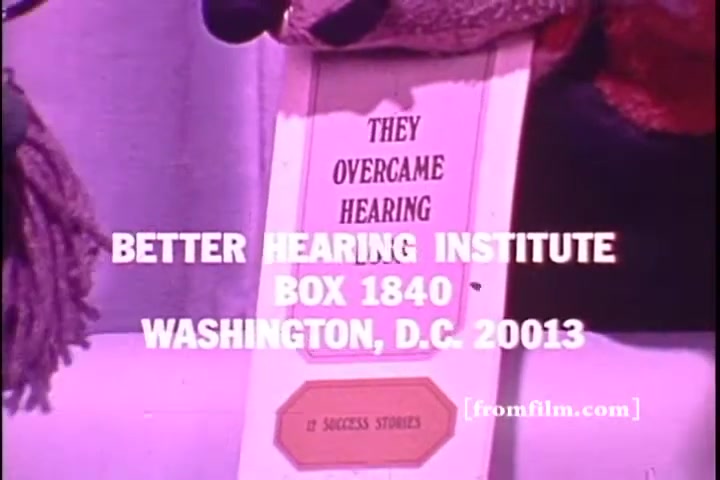 THEY
OVERCAME
HEARING
BETTER HEARING INSTITUTE
BOX 1840
WASHINGTON, D.C. 20013
[fromfilm.com]
12 SUCCESS STORIES